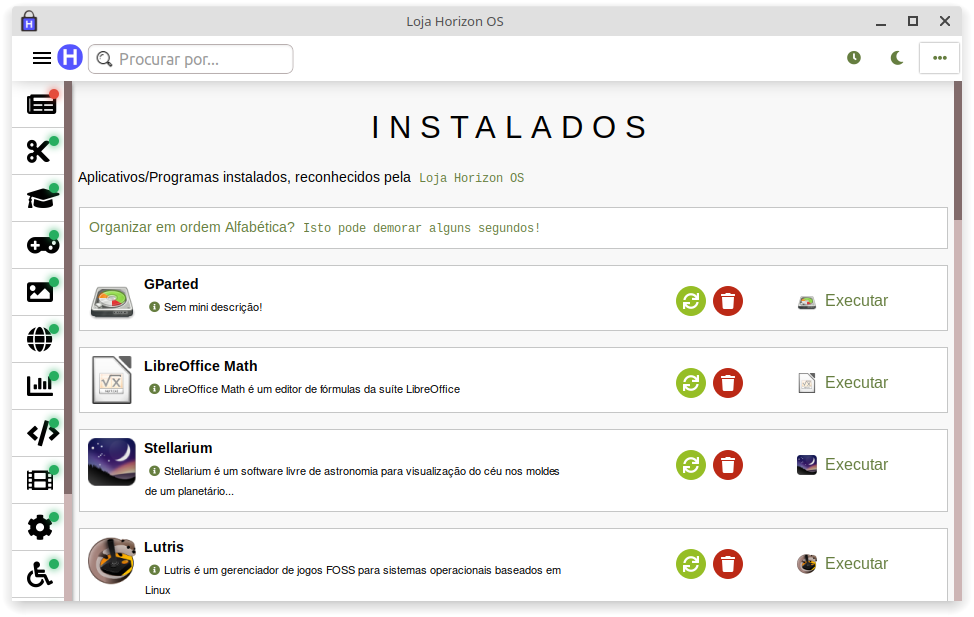 Loja Horizon OS
H
Procurar por...
INSTALADOS
Aplicativos/Programas instalados, reconhecidos pela Loja Horizon OS
Organizar em ordem Alfabética? Isto pode demorar alguns segundos!
GParted
Sem mini descrição!
Executar
LibreOffice Math
LibreOffice Math é um editor de fórmulas da suíte LibreOffice
Executar
Stellarium
Stellarium é um software livre de astronomia para visualização do céu nos moldes
de um planetário...
Executar
Lutris
Lutris é um gerenciador de jogos FOSS para sistemas operacionais baseados em
Linux
Executar